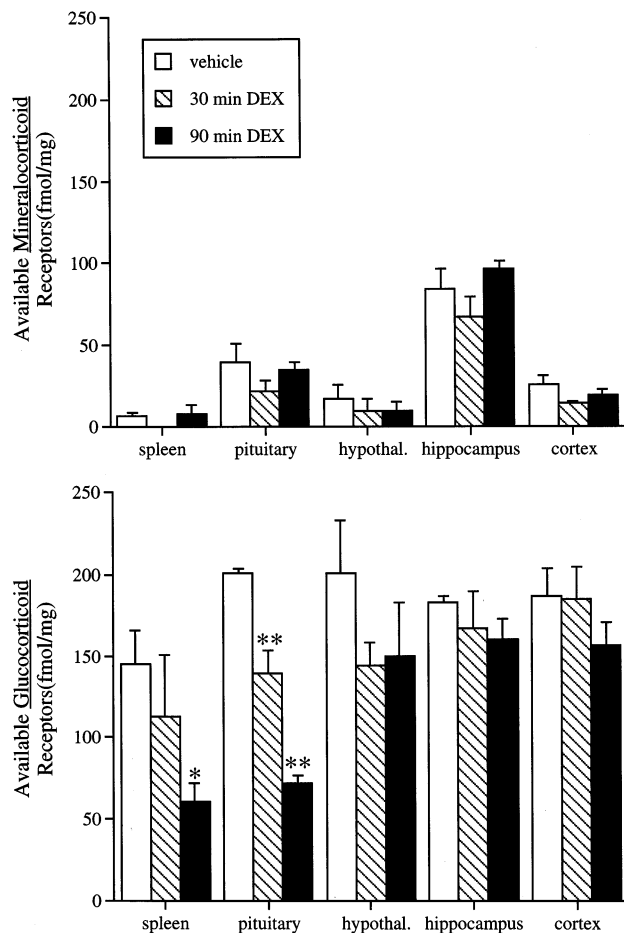 250
200
150
100
50
0
Available Mineralocorticoid
Receptors(fmol/mg)
vehicle
30 min DEX
90 min DEX
spleen pituitary hypothal. hippocampus cortex
250
200
150
100
50
0
Available Glucocorticoid
Receptors(fmol/mg)
**
*
**
spleen pituitary hypothal. hippocampus cortex